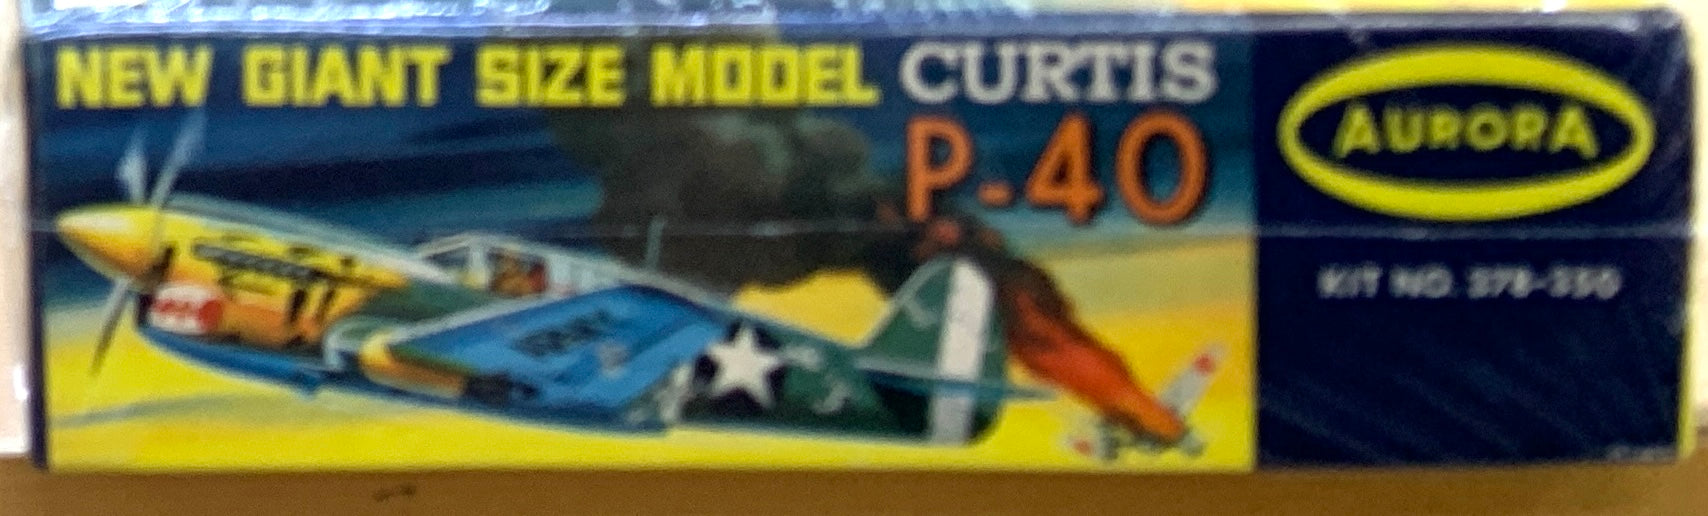 NEW GIANT SIZE MODEL CURTIS
P-40
AURORA
KIT NO. 378-350